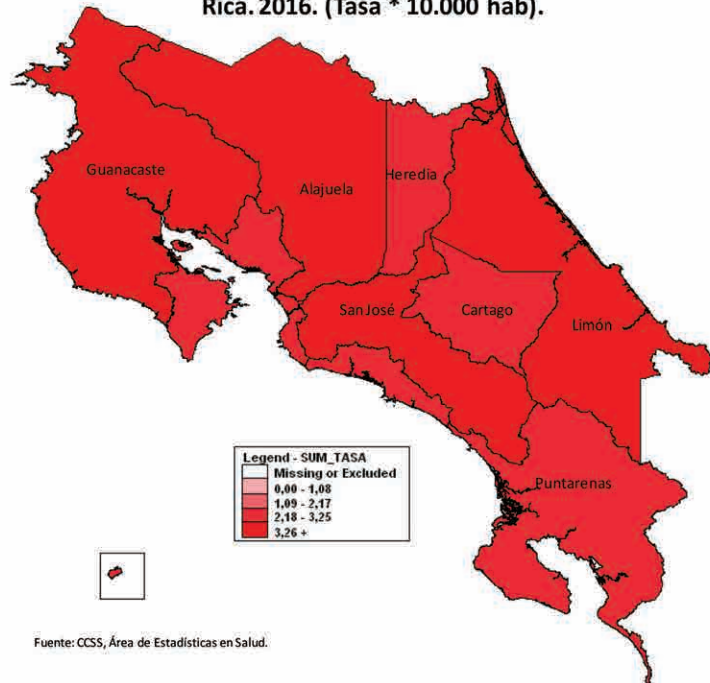 Rica. 2016. (Tasa * 10.000 hab).
Guanacaste
Alajuela
Heredia
San José
Cartago
Limón
Puntarenas
Legend - SUM_TASA
Missing or Excluded
0,00 - 1,08
1,09 - 2,17
2,18 - 3,25
3,26 +
Fuente: CCSS, Área de Estadísticas en Salud.